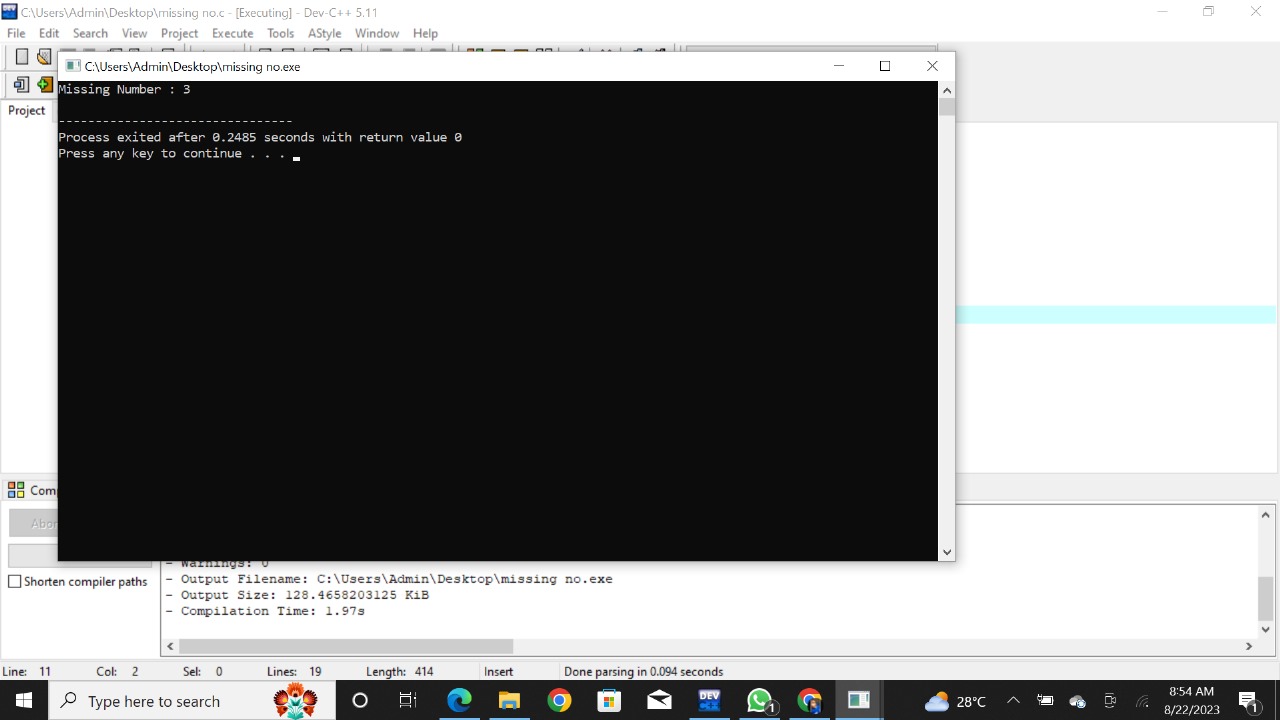 C:\Users\Admin\Desktop\missing no.c - [Executing] - Dev-C++ 5.11
File Edit Search View Project Execute Tools AStyle Window Help
C:\Users\Admin\Desktop\missing no.exe
Missing Number : 3
Project
--------------------------------
Process exited after 0.2485 seconds with return value 0
Press any key to continue . . .
Comp
Abor
- Warnings: 0
Shorten compiler paths
- Output Filename: C:\Users\Admin\Desktop\missing no.exe
- Output Size: 128.4658203125 KiB
- Compilation Time: 1.97s
Line: 11 Col: 2 Sel: 0 Lines: 19 Length: 414 Insert Done parsing in 0.094 seconds
Type here to search
DEV
1
28°C
8:54 AM
8/22/2023
1